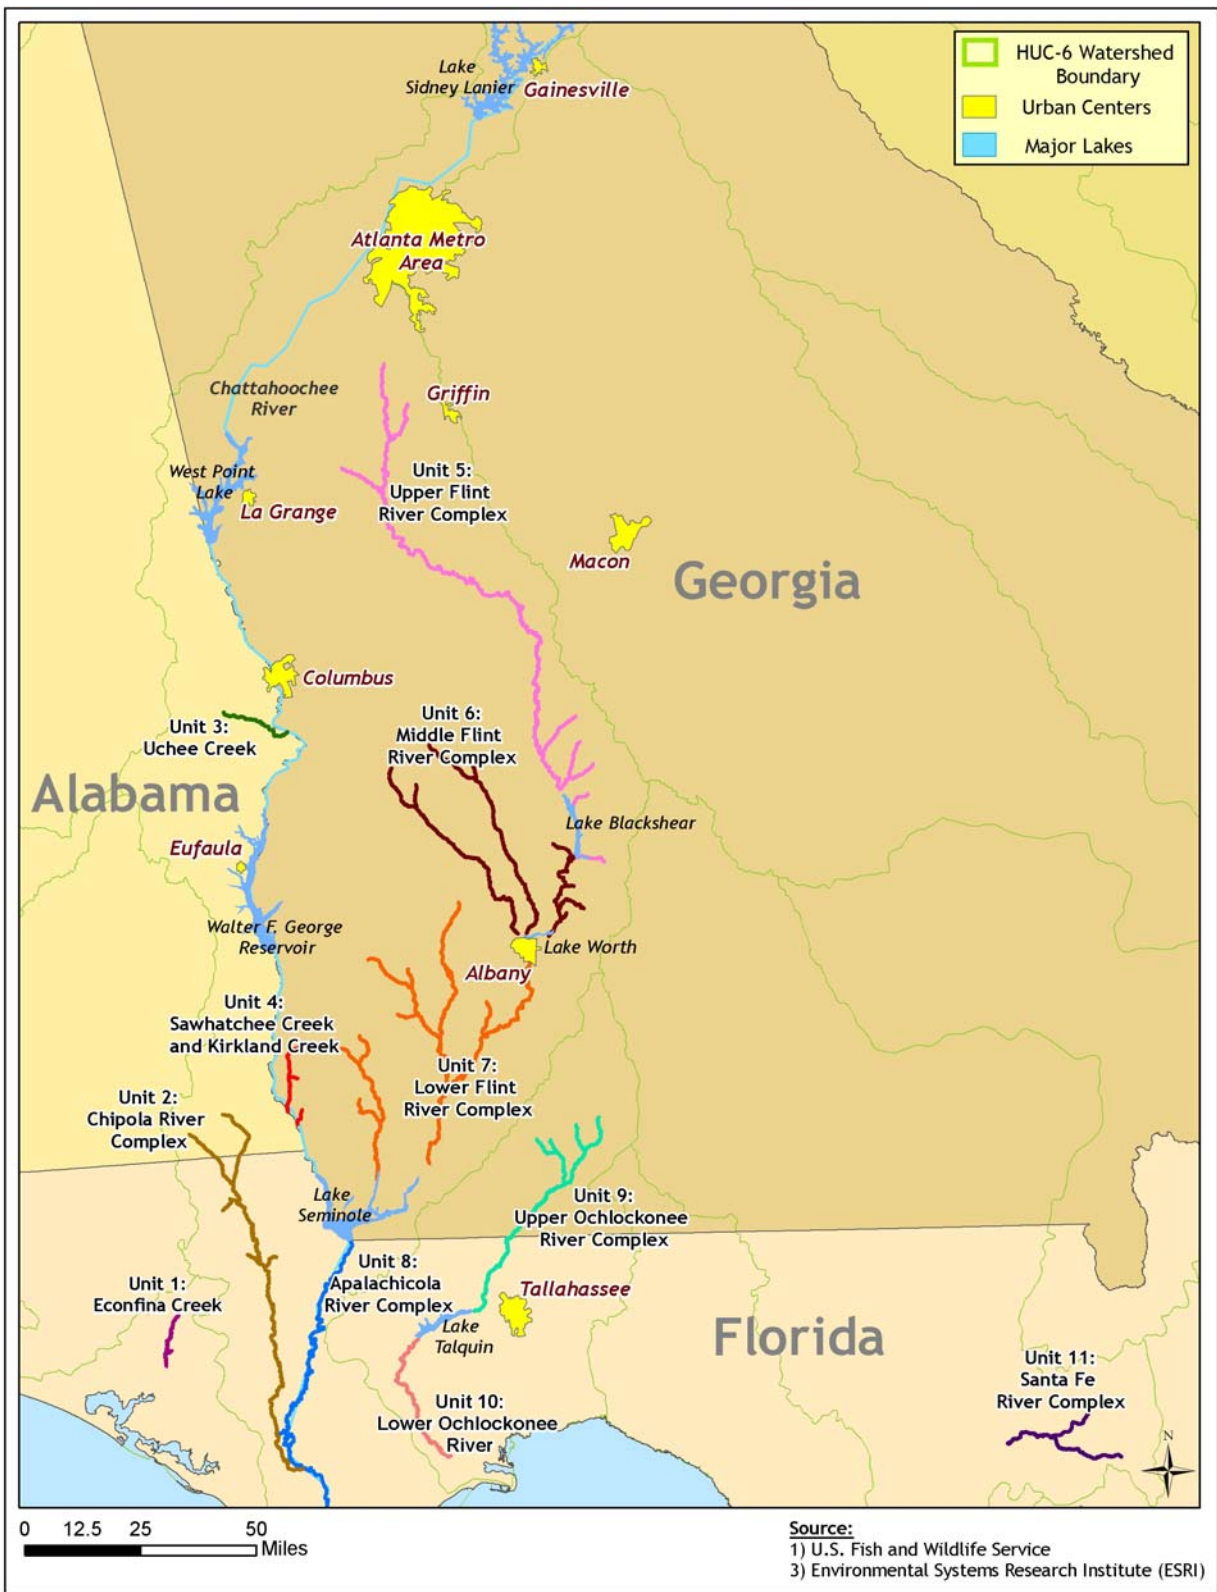 Lake
Sidney Lanier
Gainesville
HUC-6 Watershed
Boundary
Urban Centers
Major Lakes
Atlanta Metro
Area
Chattahoochee
River
Griffin
West Point
Lake
La Grange
Unit 5:
Upper Flint
River Complex
Macon
Georgia
Columbus
Unit 3:
Uchee Creek
Unit 6:
Middle Flint
River Complex
Alabama
Lake Blackshear
Eufaula
Walter F. George
Reservoir
Lake Worth
Albany
Unit 4:
Sawhatchee Creek
and Kirkland Creek
Unit 7:
Lower Flint
River Complex
Unit 2:
Chipola River
Complex
Lake
Seminole
Unit 9:
Upper Ochlockonee
River Complex
Unit 8:
Apalachicola
River Complex
Unit 1:
Econfina Creek
Tallahassee
Lake
Talquin
Florida
Unit 11:
Santa Fe
River Complex
Unit 10:
Lower Ochlockonee
River
N
0 12.5 25 50
Miles
Source:
1) U.S. Fish and Wildlife Service
3) Environmental Systems Research Institute (ESRI)